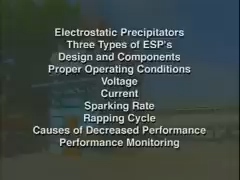 Electrostatic Precipitators
Three Types of ESP's
Design and Components
Proper Operating Conditions
Voltage
Current
Sparking Rate
Rapping Cycle
Causes of Decreased Performance
Performance Monitoring